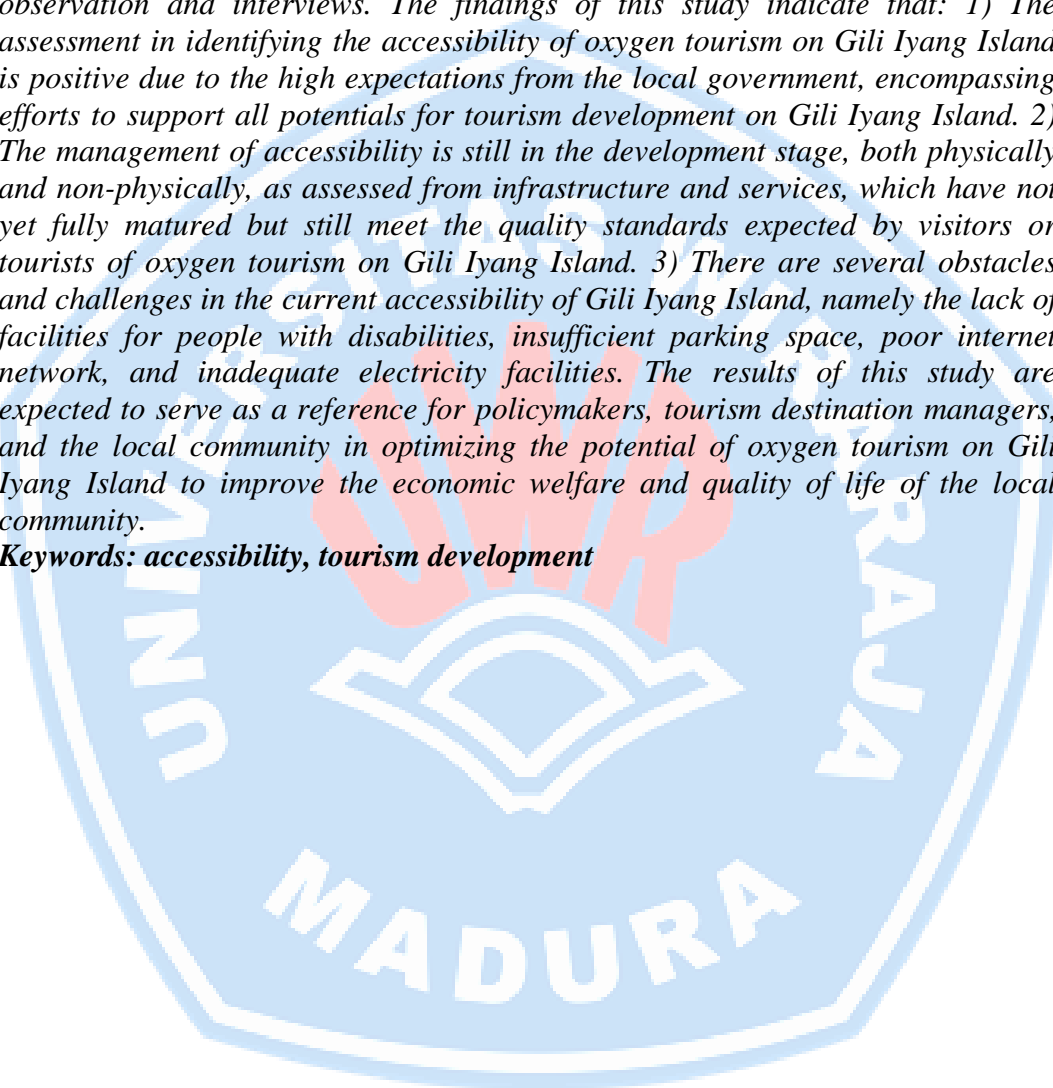 observation and interviews. The findings of this study indicate that: 1) The
assessment in identifying the accessibility of oxygen tourism on Gili Iyang Island
is positive due to the high expectations from the local government, encompassing
efforts to support all potentials for tourism development on Gili Iyang Island. 2)
The management of accessibility is still in the development stage, both physically
and non-physically, as assessed from infrastructure and services, which have not
yet fully matured but still meet the quality standards expected by visitors or
tourists of oxygen tourism on Gili Iyang Island. 3) There are several obstacles
and challenges in the current accessibility of Gili Iyang Island, namely the lack of
facilities for people with disabilities, insufficient parking space, poor internet
network, and inadequate electricity facilities. The results of this study are
expected to serve as a reference for policymakers, tourism destination managers,
and the local community in optimizing the potential of oxygen tourism on Gili
Iyang Island to improve the economic welfare and quality of life of the local
community.
Keywords: accessibility, tourism development
UNIVERSITAS WIRARAJA
UWR
MADURA